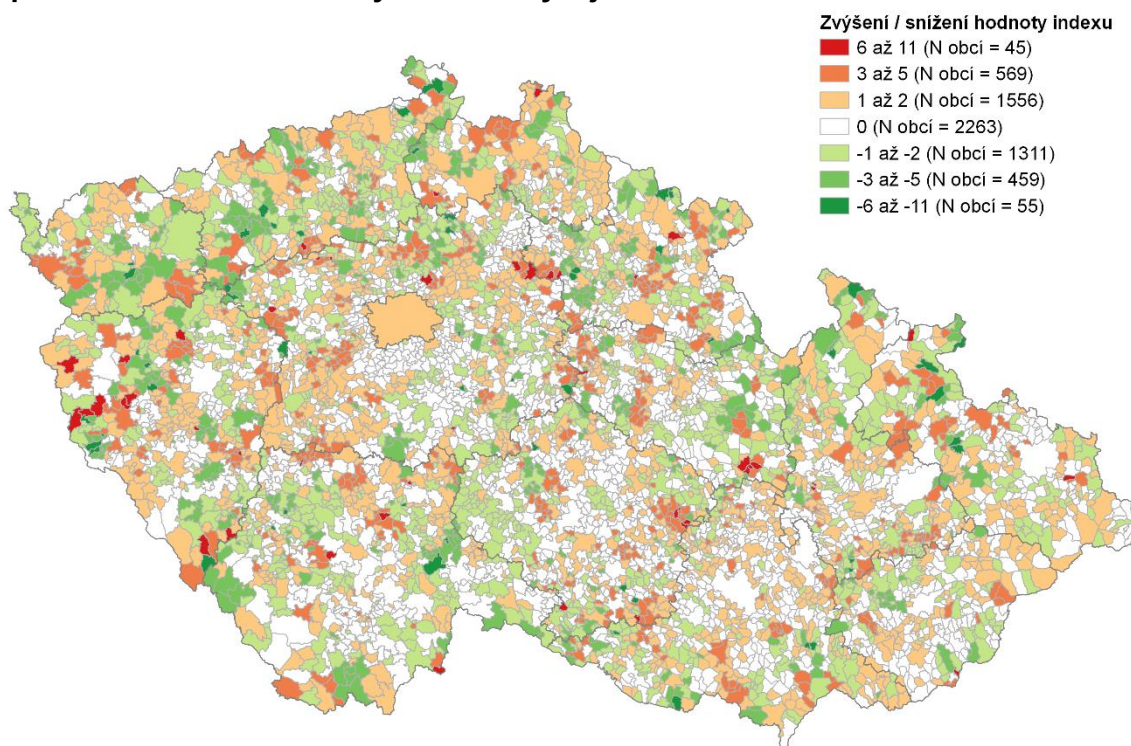 Zvýšení / snížení hodnoty indexu
6 až 11 (N obcí = 45)
3 až 5 (N obcí = 569)
1 až 2 (N obcí = 1556)
0 (N obcí = 2263)
-1 až -2 (N obcí = 1311)
-3 až -5 (N obcí = 459)
-6 až -11 (N obcí = 55)